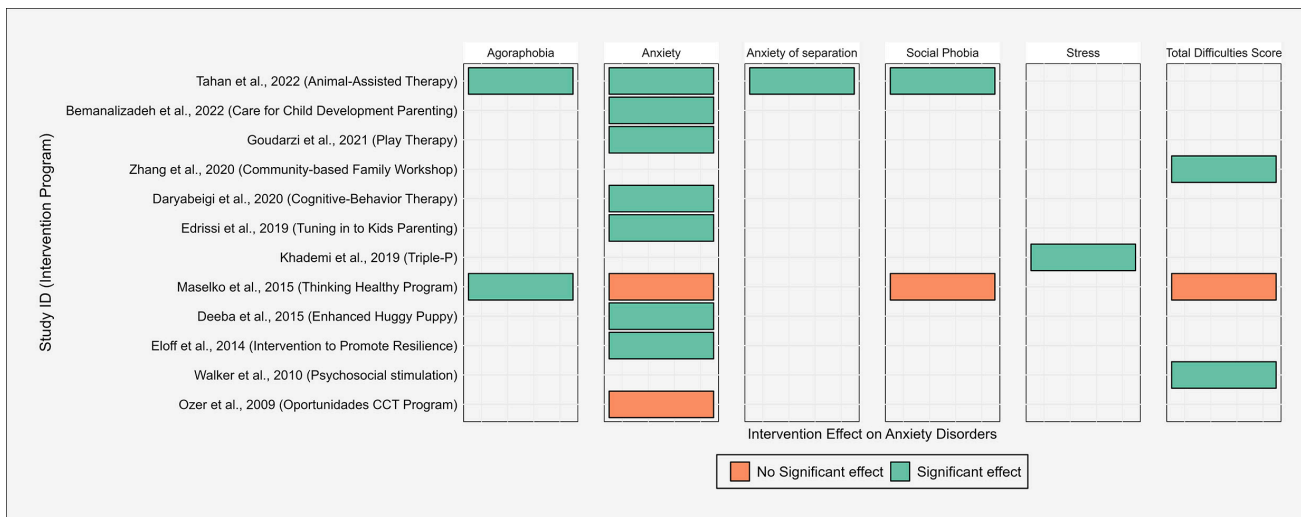 Agoraphobia
Anxiety
Anxiety of separation
Social Phobia
Stress
Total Difficulties Score
Study ID (Intervention Program)
Tahan et al., 2022 (Animal-Assisted Therapy)
Bemanalizadeh et al., 2022 (Care for Child Development Parenting)
Goudarzi et al., 2021 (Play Therapy)
Zhang et al., 2020 (Community-based Family Workshop)
Daryabeigi et al., 2020 (Cognitive-Behavior Therapy)
Edrissi et al., 2019 (Tuning in to Kids Parenting)
Khademi et al., 2019 (Triple-P)
Maselko et al., 2015 (Thinking Healthy Program)
Deeba et al., 2015 (Enhanced Huggy Puppy)
Eloff et al., 2014 (Intervention to Promote Resilience)
Walker et al., 2010 (Psychosocial stimulation)
Ozer et al., 2009 (Oportunidades CCT Program)
Intervention Effect on Anxiety Disorders
No Significant effect
Significant effect